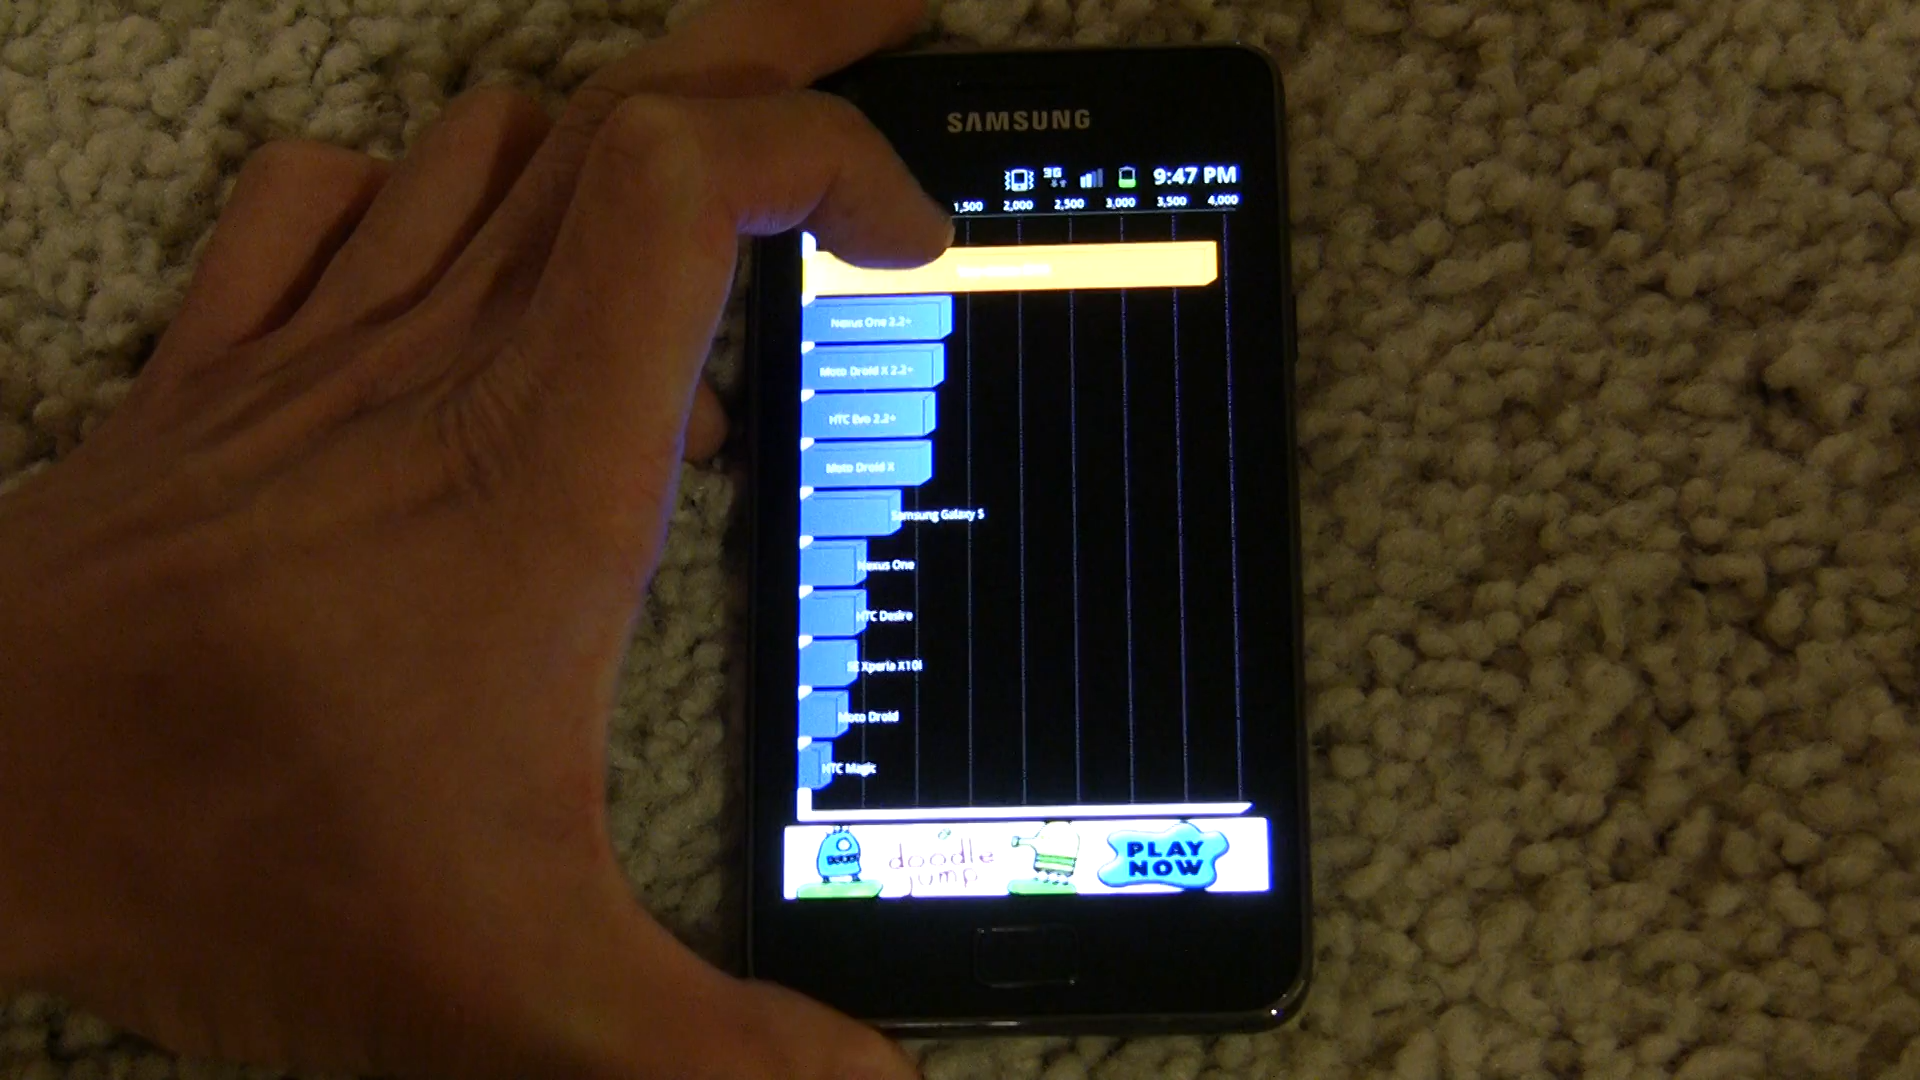 SAMSUNG
3G 9:47 PM
1,500 2,000 2,500 3,000 3,500 4,000
Nexus One 2.2+
Moto Droid X 2.2+
HTC Evo 2.2+
Moto Droid X
Samsung Galaxy S
Nexus One
HTC Desire
SE Xperia X10i
Moto Droid
HTC Magic
doodle
jump
PLAY
NOW